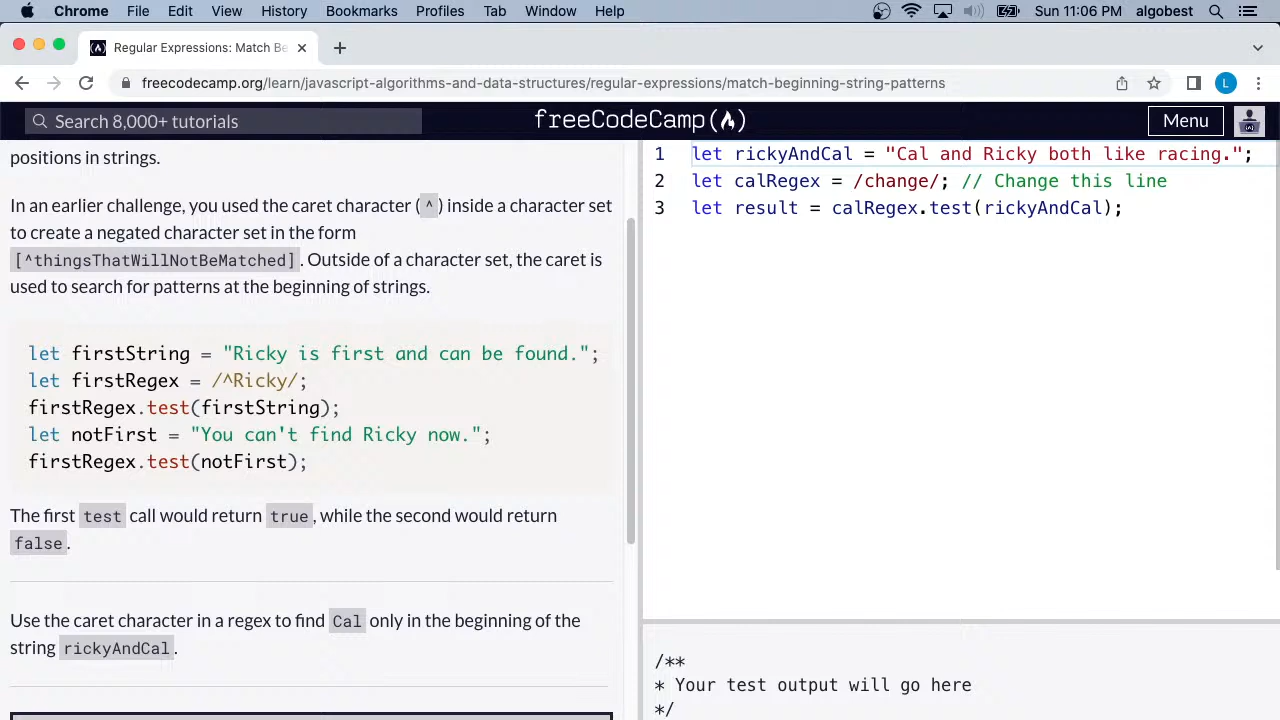 Chrome File Edit View History Bookmarks Profiles Tab Window Help Sun 11:06 PM algobest
Regular Expressions: Match Be
freecodecamp.org/learn/javascript-algorithms-and-data-structures/regular-expressions/match-beginning-string-patterns L
Search 8,000+ tutorials freeCodeCamp(🔥) Menu
positions in strings.
In an earlier challenge, you used the caret character ( ^ ) inside a character set
to create a negated character set in the form
[^thingsThatWillNotBeMatched] . Outside of a character set, the caret is
used to search for patterns at the beginning of strings.
let firstString = "Ricky is first and can be found.";
let firstRegex = /^Ricky/;
firstRegex.test(firstString);
let notFirst = "You can't find Ricky now.";
firstRegex.test(notFirst);
The first test call would return true , while the second would return
false .
Use the caret character in a regex to find Cal only in the beginning of the
string rickyAndCal .
1 let rickyAndCal = "Cal and Ricky both like racing.";
2 let calRegex = /change/; // Change this line
3 let result = calRegex.test(rickyAndCal);
/**
* Your test output will go here
*/